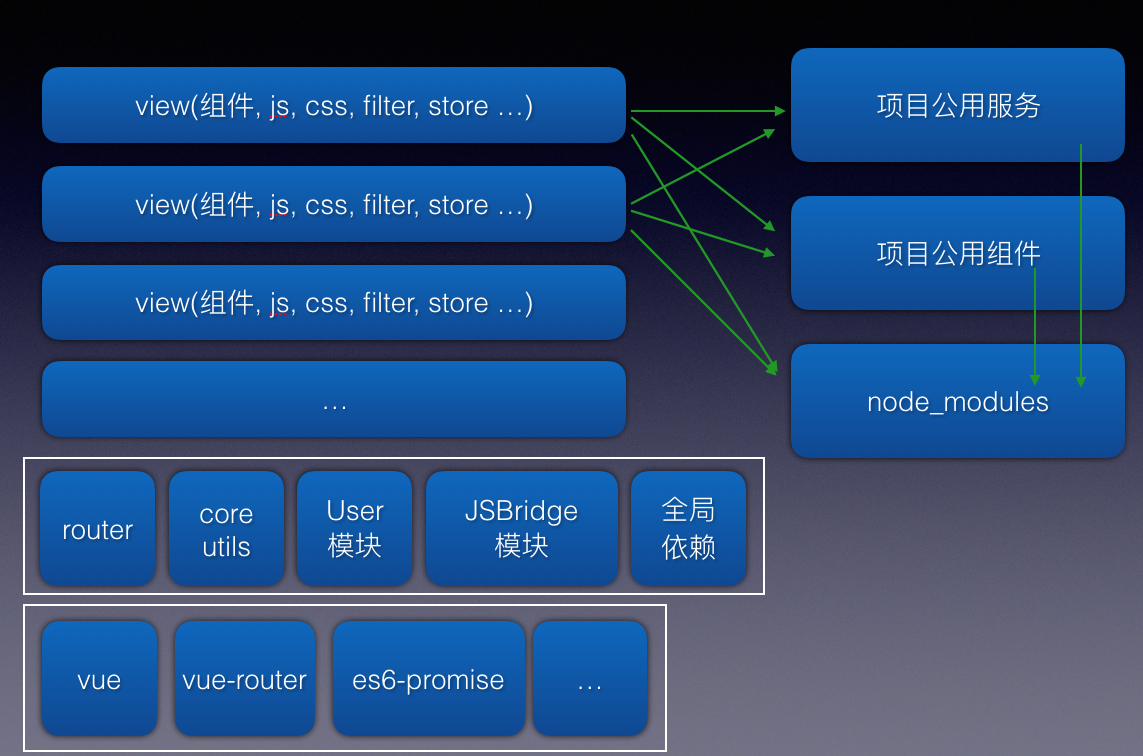 view(组件, js, css, filter, store …)
view(组件, js, css, filter, store …)
view(组件, js, css, filter, store …)
…
项目公用服务
项目公用组件
node_modules
router
core
utils
User
模块
JSBridge
模块
全局
依赖
vue
vue-router
es6-promise
…